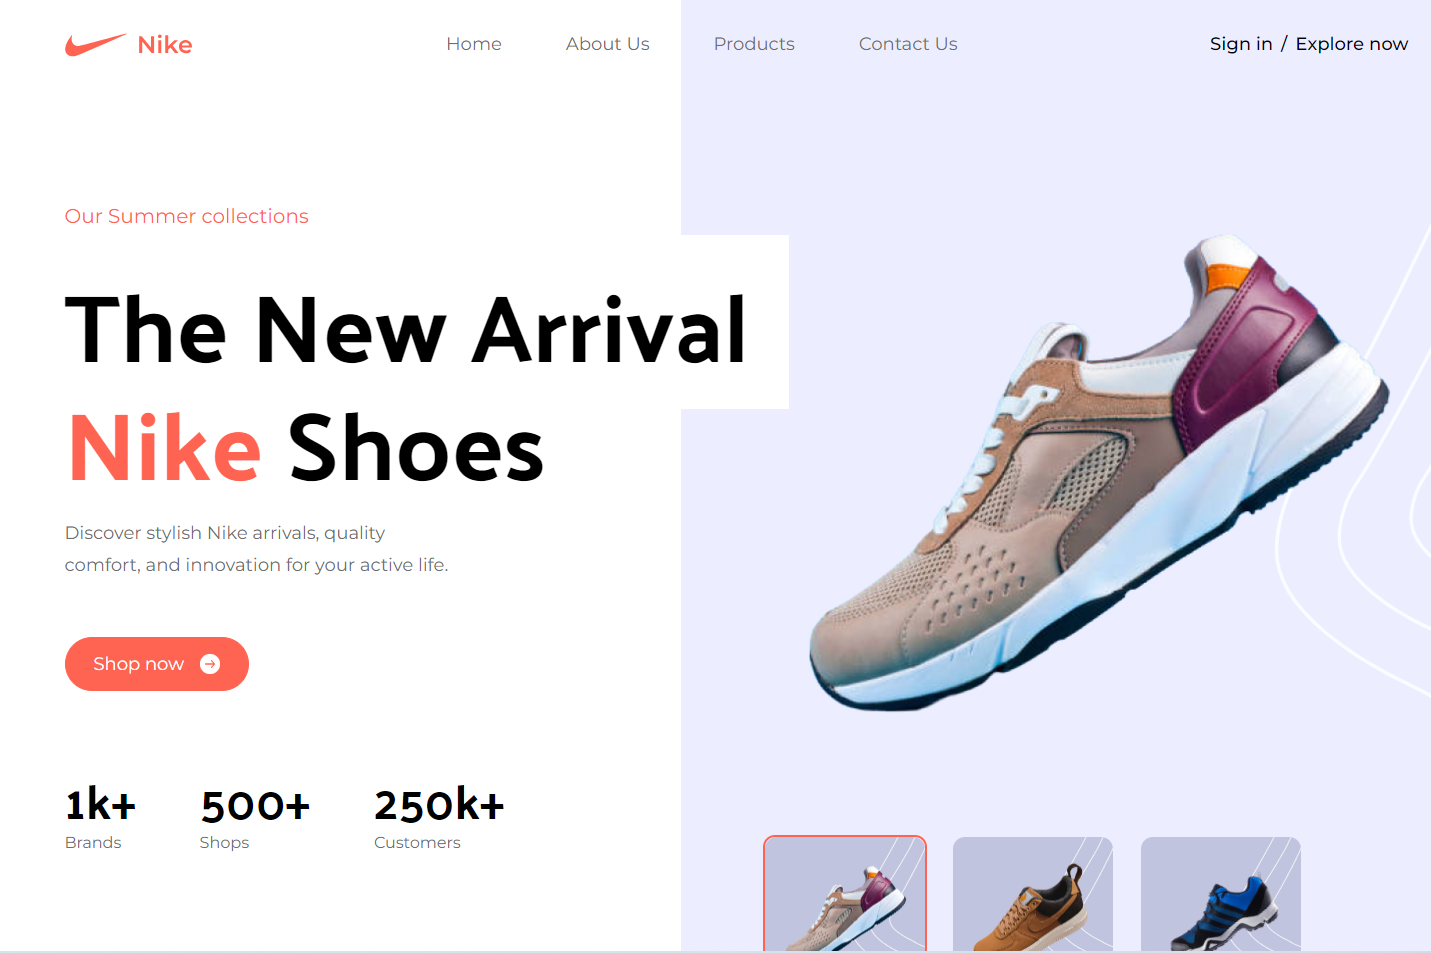 Nike
Home
About Us
Products
Contact Us
Sign in / Explore now
Our Summer collections
The New Arrival
Nike Shoes
Discover stylish Nike arrivals, quality
comfort, and innovation for your active life.
Shop now
1k+
Brands
500+
Shops
250k+
Customers